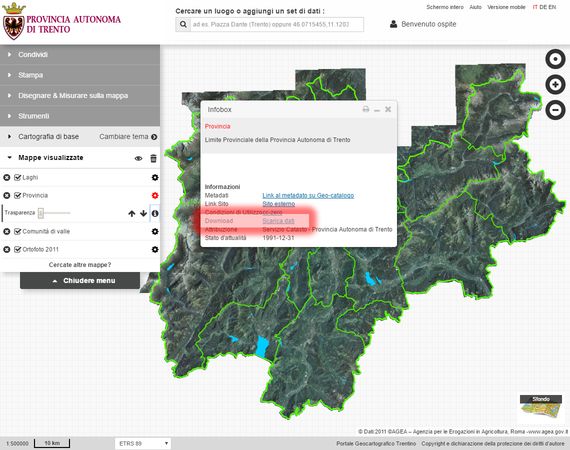 PROVINCIA AUTONOMA
DI TRENTO
Cercare un luogo o aggiungi un set di dati :
ad es. Piazza Dante (Trento) oppure 46.0715455,11.1203
Schermo intero
Aiuto
Versione mobile
IT DE EN
Benvenuto ospite
Condividi
Stampa
Disegnare & Misurare sulla mappa
Strumenti
Cartografia di base
Cambiare tema
Mappe visualizzate
Laghi
Provincia
Trasparenza
Comunità di valle
Ortofoto 2011
Cercate altre mappe?
Chiudere menu
Infobox
Provincia
Limite Provinciale della Provincia Autonoma di Trento
Informazioni
Metadati Link al metadato su Geo-catalogo
Link Sito Sito esterno
Condizioni di Utilizzo cc-zero
Download Scarica dati
Attribuzione Servizio Catasto - Provincia Autonoma di Trento
Stato d'attualità 1991-12-31
Sfondo
© Dati:2011 ©AGEA – Agenzia per le Erogazioni in Agricoltura, Roma -www.agea.gov.it
1:500000
10 km
ETRS 89
Portale Geocartografico Trentino
Copyright e dichiarazione della protezione dei diritti d'autore